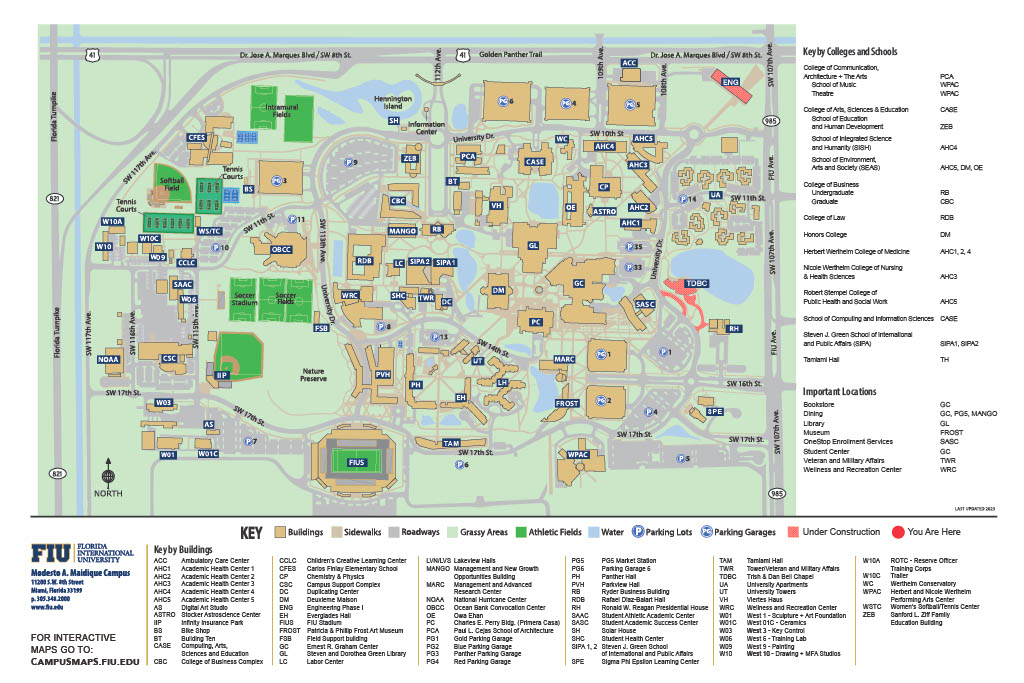 41
Dr. Jose A. Marques Blvd / SW 8th St.
41
Golden Panther Trail
Dr. Jose A. Marques Blvd / SW 8th St.
112th Ave.
109th Ave.
108th Ave.
SW 107th Ave.
Florida Turnpike
821
985
SW 117th Ave.
Intramural
Fields
Hennington
Island
Information
Center
University Dr.
SW 10th St
ACC
ENG
PG 6
PG 4
PG 5
SH
CFES
P 9
ZEB
PCA
CASE
WC
AHC4
AHC5
AHC3
Softball
Field
Tennis
Courts
BS
PG 3
BT
CP
UA
P 14
Tennis
Courts
CBC
VH
OE
ASTRO
AHC2
SW 11th St.
FIU Ave.
W10A
W10C
WS/TC
SW 11th St.
P 11
SW 113th Ave.
MANGO
RB
AHC1
W10
W09
P 10
OBCC
GL
P 15
University Dr.
SW 107th Ave.
CCLC
RDB
LC
SIPA2
SIPA1
P 33
SAAC
GC
TDBC
W06
Soccer
Stadium
Soccer
Fields
WRC
SHC
TWR
DC
DM
SASC
University Dr.
FSB
P 8
PC
RH
Florida Turnpike
SW 117th Ave.
SW 116th Ave.
SW 115th Ave.
P 13
SW 14th St.
FIU Ave.
NOAA
CSC
IIP
Nature
Preserve
PVH
PH
UT
LH
MARC
PG 1
P 1
SW 17th St.
EH
SW 16th St.
W03
FROST
PG 2
P 4
SPE
AS
SW 17th St.
SW 107th Ave.
W01
W01C
P 7
TAM
SW 17th St.
SW 17th St.
FIUS
P 6
WPAC
P 5
821
NORTH
985
Key by Colleges and Schools
College of Communication,
Architecture + The Arts PCA
School of Music WPAC
Theatre WPAC
College of Arts, Sciences & Education CASE
School of Education
and Human Development ZEB
School of Integrated Science
and Humanity (SISH) AHC4
School of Environment,
Arts and Society (SEAS) AHC5, DM, OE
College of Business
Undergraduate RB
Graduate CBC
College of Law RDB
Honors College DM
Herbert Wertheim College of Medicine AHC1, 2, 4
Nicole Wertheim College of Nursing
& Health Sciences AHC3
Robert Stempel College of
Public Health and Social Work AHC5
School of Computing and Information Sciences CASE
Steven J. Green School of International
and Public Affairs (SIPA) SIPA1, SIPA2
Tamiami Hall TH
Important Locations
Bookstore GC
Dining GC, PG5, MANGO
Library GL
Museum FROST
OneStop Enrollment Services SASC
Student Center GC
Veteran and Military Affairs TWR
Wellness and Recreation Center WRC
LAST UPDATED 2023
KEY Buildings Sidewalks Roadways Grassy Areas Athletic Fields Water P Parking Lots PG Parking Garages Under Construction You Are Here
FIU FLORIDA
INTERNATIONAL
UNIVERSITY
Modesto A. Maidique Campus
11200 S.W. 8th Street
Miami, Florida 33199
p. 305.348.2000
www.fiu.edu
FOR INTERACTIVE
MAPS GO TO:
CAMPUSMAPS.FIU.EDU
Key by Buildings
ACC Ambulatory Care Center
AHC1 Academic Health Center 1
AHC2 Academic Health Center 2
AHC3 Academic Health Center 3
AHC4 Academic Health Center 4
AHC5 Academic Health Center 5
AS Digital Art Studio
ASTRO Stocker Astroscience Center
IIP Infinity Insurance Park
BS Bike Shop
BT Building Ten
CASE Computing, Arts,
Sciences and Education
CBC College of Business Complex
CCLC Children's Creative Learning Center
CFES Carlos Finlay Elementary School
CP Chemistry & Physics
CSC Campus Support Complex
DC Duplicating Center
DM Deuxieme Maison
ENG Engineering Phase I
EH Everglades Hall
FIUS FIU Stadium
FROST Patricia & Phillip Frost Art Museum
FSB Field Support building
GC Ernest R. Graham Center
GL Steven and Dorothea Green Library
LC Labor Center
LVN/LVS Lakeview Halls
MANGO Management and New Growth
Opportunities Building
MARC Management and Advanced
Research Center
NOAA National Hurricane Center
OBCC Ocean Bank Convocation Center
OE Owa Ehan
PC Charles E. Perry Bldg. (Primera Casa)
PCA Paul L. Cejas School of Architecture
PG1 Gold Parking Garage
PG2 Blue Parking Garage
PG3 Panther Parking Garage
PG4 Red Parking Garage
PG5 PG5 Market Station
PG6 Parking Garage 6
PH Panther Hall
PVH Parkview Hall
RB Ryder Business Building
RDB Rafael Diaz-Balart Hall
RH Ronald W. Reagan Presidential House
SAAC Student Athletic Academic Center
SASC Student Academic Success Center
SH Solar House
SHC Student Health Center
SIPA 1, 2 Steven J. Green School
of International and Public Affairs
SPE Sigma Phi Epsilon Learning Center
TAM Tamiami Hall
TWR Tower/Veteran and Military Affairs
TDBC Trish & Dan Bell Chapel
UA University Apartments
UT University Towers
VH Viertes Haus
WRC Wellness and Recreation Center
W01 West 1 - Sculpture + Art Foundation
W01C West 01C - Ceramics
W03 West 3 - Key Control
W06 West 6 - Training Lab
W09 West 9 - Painting
W10 West 10 - Drawing + MFA Studios
W10A ROTC - Reserve Officer
Training Corps
W10C Trailer
WC Wertheim Conservatory
WPAC Herbert and Nicole Wertheim
Performing Arts Center
WSTC Women's Softball/Tennis Center
ZEB Sanford L. Ziff Family
Education Building